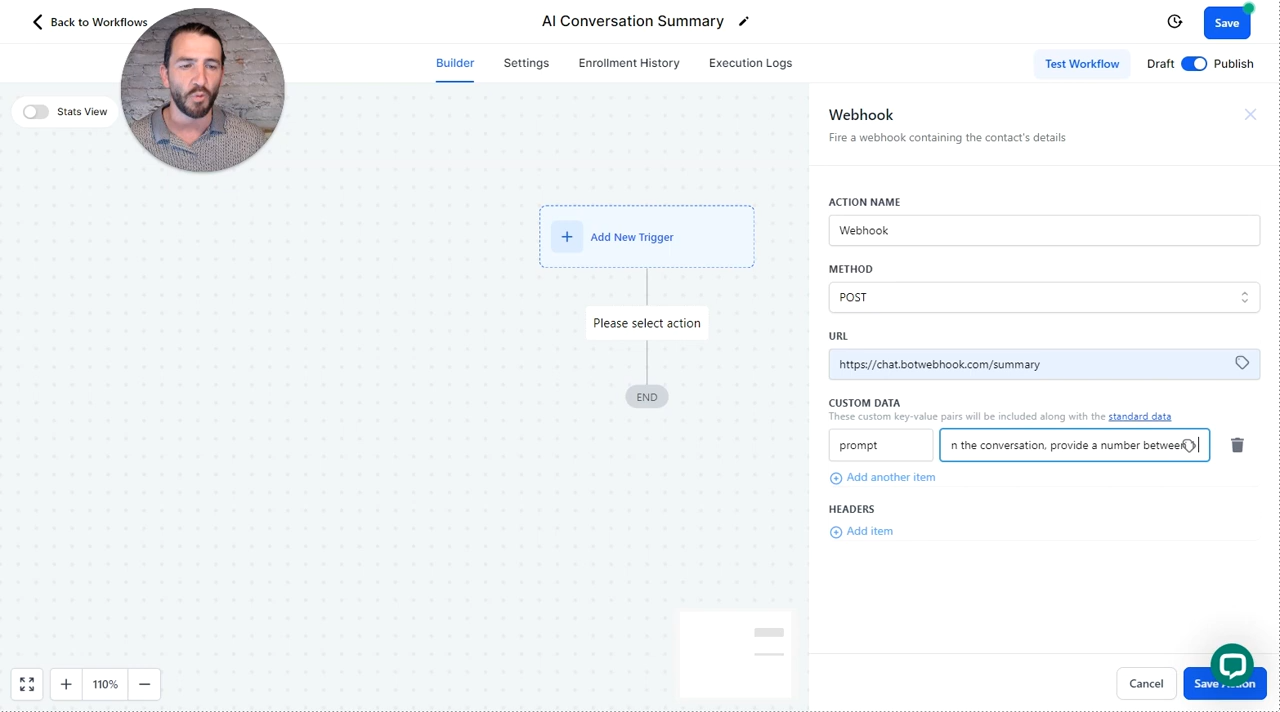 Back to Workflows
AI Conversation Summary
Save
Builder
Settings
Enrollment History
Execution Logs
Test Workflow
Draft
Publish
Stats View
Webhook
Fire a webhook containing the contact's details
ACTION NAME
Webhook
METHOD
POST
URL
https://chat.botwebhook.com/summary
CUSTOM DATA
These custom key-value pairs will be included along with the standard data
prompt
n the conversation, provide a number between
Add another item
HEADERS
Add item
Add New Trigger
Please select action
END
110%
Cancel
Save Action